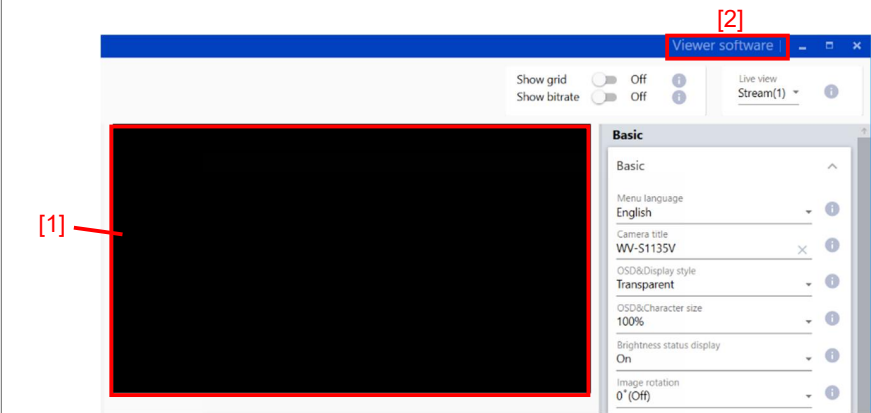 [2]
Viewer software
Show grid Off
Live view
Show bitrate Off
Stream(1)
Basic
Basic
Menu language
English
[1]
Camera title
WV-S1135V
OSD&Display style
Transparent
OSD&Character size
100%
Brightness status display
On
Image rotation
0˚(Off)